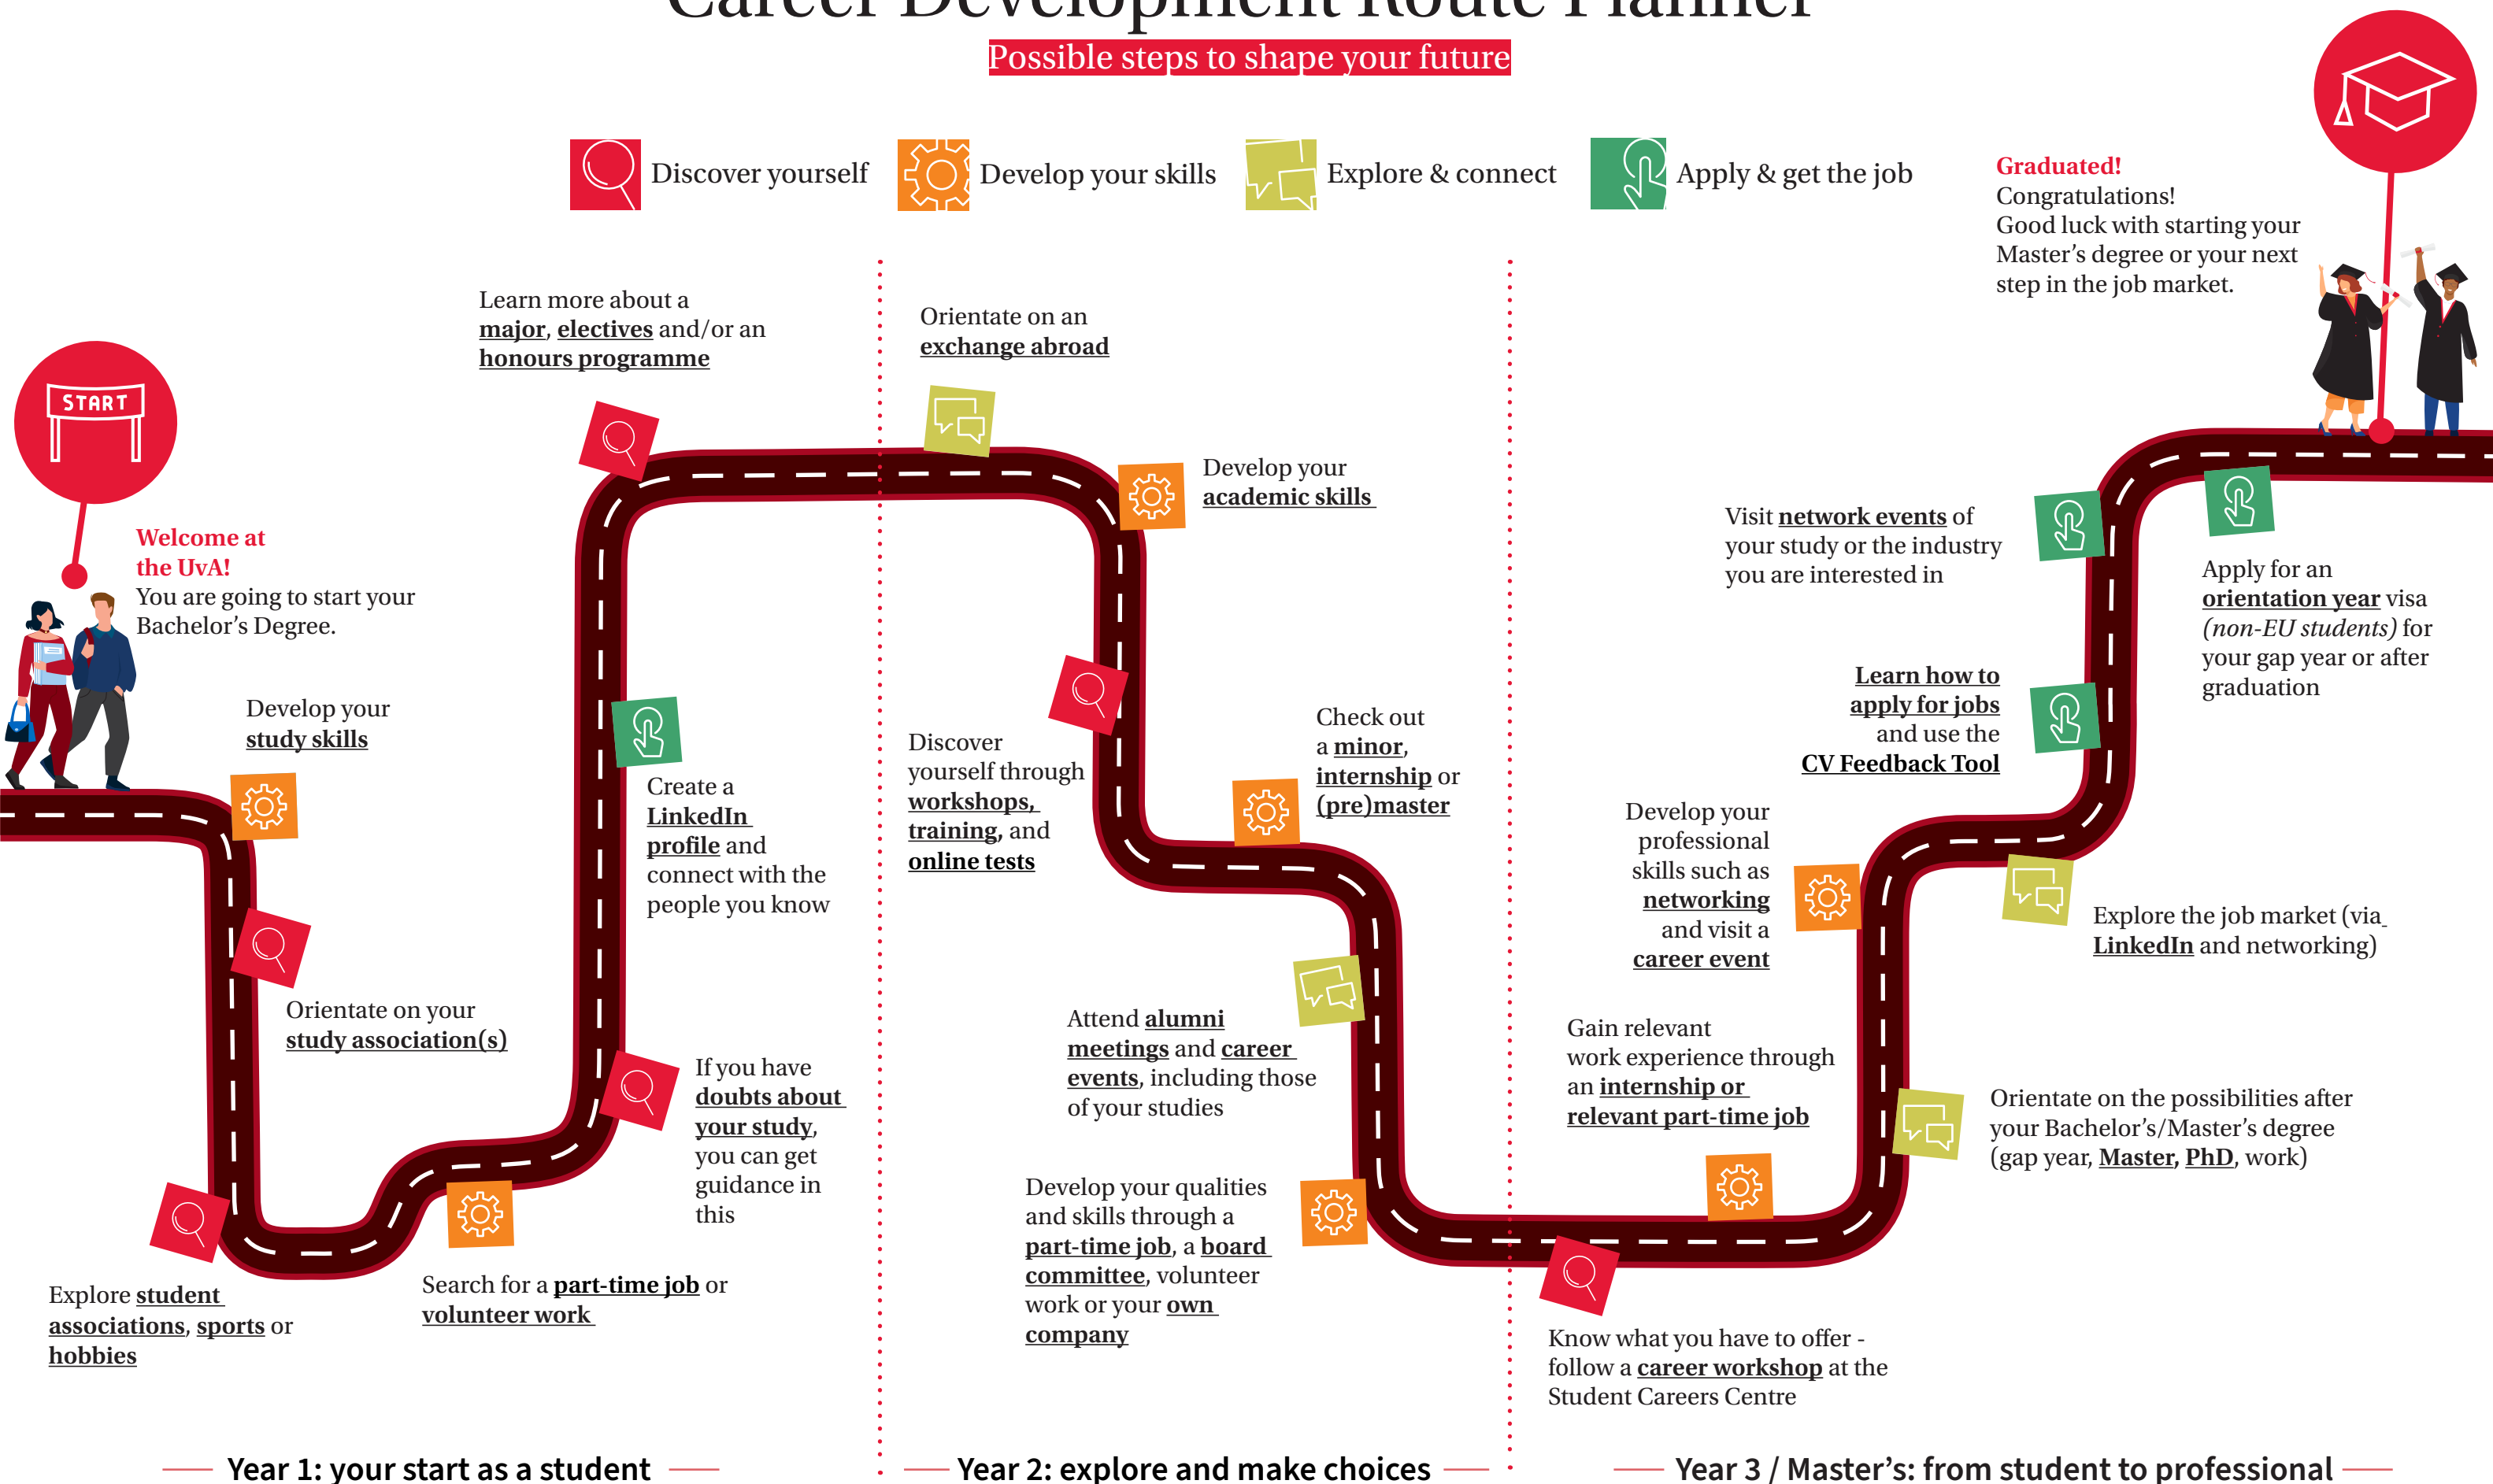 Career Development Route Planner
Possible steps to shape your future
Discover yourself
Develop your skills
Explore & connect
Apply & get the job
START
Welcome at
the UvA!
You are going to start your
Bachelor's Degree.
Develop your
study skills
Orientate on your
study association(s)
Explore student
associations, sports or
hobbies
Search for a part-time job or
volunteer work
If you have
doubts about
your study,
you can get
guidance in
this
Create a
LinkedIn
profile and
connect with the
people you know
Learn more about a
major, electives and/or an
honours programme
Orientate on an
exchange abroad
Develop your
academic skills
Discover
yourself through
workshops,
training, and
online tests
Check out
a minor,
internship or
(pre)master
Attend alumni
meetings and career
events, including those
of your studies
Develop your qualities
and skills through a
part-time job, a board
committee, volunteer
work or your own
company
Know what you have to offer -
follow a career workshop at the
Student Careers Centre
Gain relevant
work experience through
an internship or
relevant part-time job
Orientate on the possibilities after
your Bachelor's/Master's degree
(gap year, Master, PhD, work)
Develop your
professional
skills such as
networking
and visit a
career event
Explore the job market (via
LinkedIn and networking)
Learn how to
apply for jobs
and use the
CV Feedback Tool
Visit network events of
your study or the industry
you are interested in
Apply for an
orientation year visa
(non-EU students) for
your gap year or after
graduation
Graduated!
Congratulations!
Good luck with starting your
Master's degree or your next
step in the job market.
Year 1: your start as a student
Year 2: explore and make choices
Year 3 / Master's: from student to professional